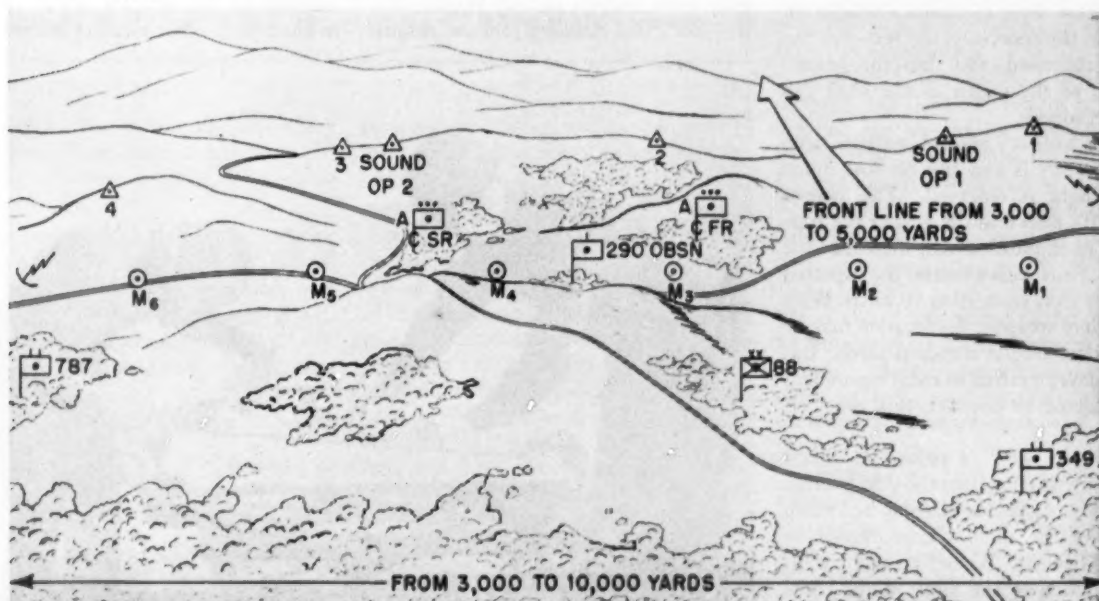 3
SOUND
OP 2
2
SOUND
OP 1
1
4
A
C SR
A
C FR
FRONT LINE FROM 3,000
TO 5,000 YARDS
290 OBSN
M6
M5
M4
M3
M2
M1
787
88
349
FROM 3,000 TO 10,000 YARDS